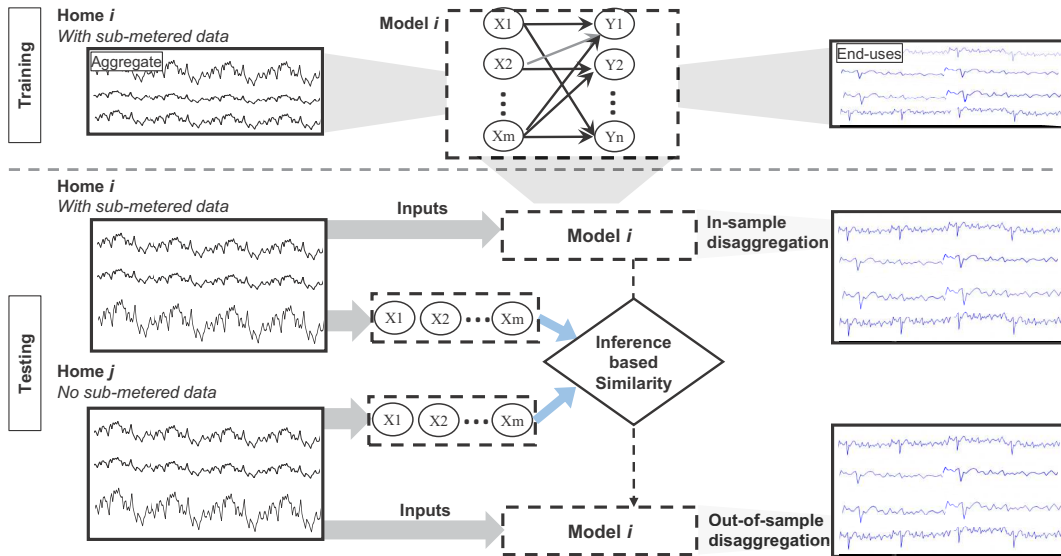 Training
Home i
With sub-metered data
Aggregate
Model i
X1
Y1
X2
Y2
Xm
Yn
End-uses
Testing
Home i
With sub-metered data
Inputs
Model i
In-sample
disaggregation
X1 X2 Xm
Inference
based
Similarity
Home j
No sub-metered data
X1 X2 Xm
Inputs
Model i
Out-of-sample
disaggregation